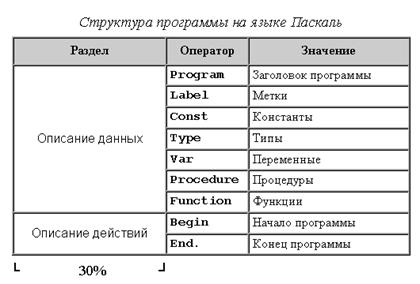 Структура программы на языке Паскаль
Раздел Оператор Значение
Описание данных
Program Заголовок программы
Label Метки
Const Константы
Type Типы
Var Переменные
Procedure Процедуры
Function Функции
Описание действий
Begin Начало программы
End. Конец программы
30%